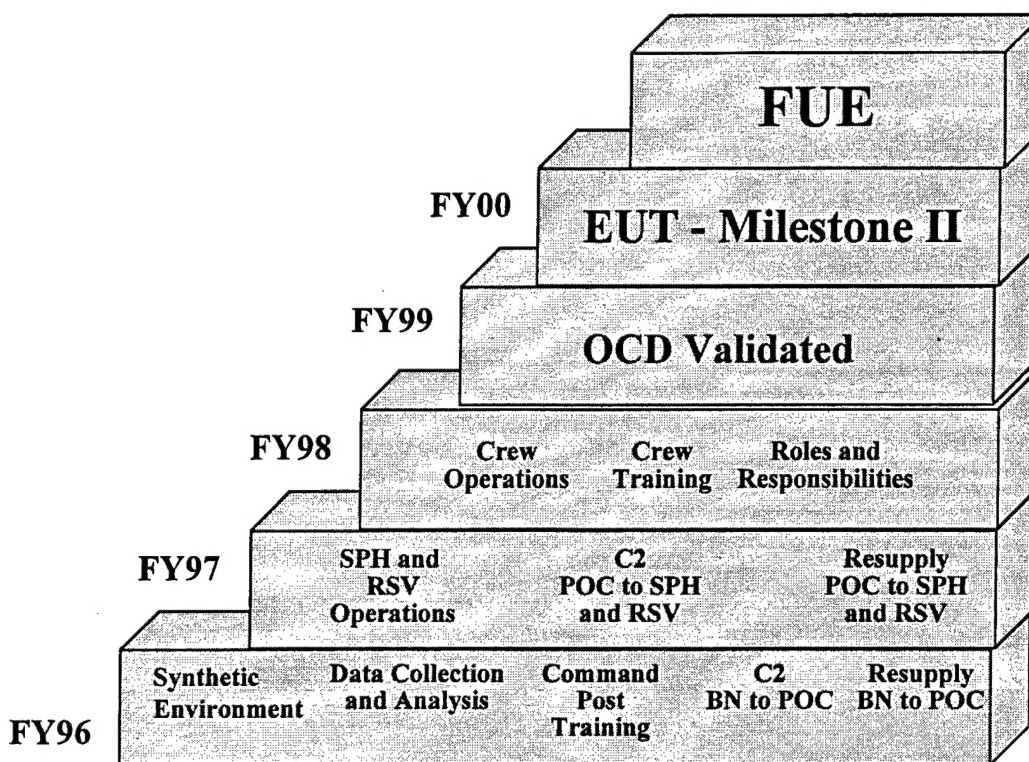 FUE
FY00
EUT - Milestone II
FY99
OCD Validated
FY98
Crew Operations
Crew Training
Roles and Responsibilities
FY97
SPH and RSV Operations
C2 POC to SPH and RSV
Resupply POC to SPH and RSV
FY96
Synthetic Environment
Data Collection and Analysis
Command Post Training
C2 BN to POC
Resupply BN to POC